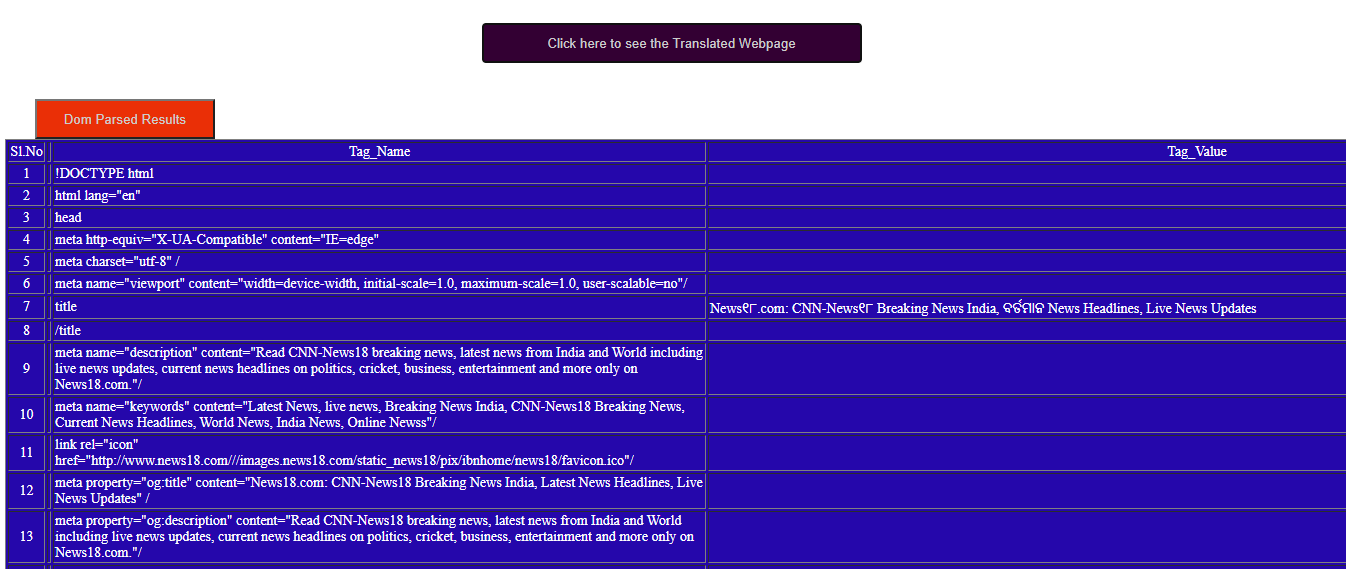 Click here to see the Translated Webpage
Dom Parsed Results
Sl.No Tag_Name Tag_Value
1 !DOCTYPE html
2 html lang="en"
3 head
4 meta http-equiv="X-UA-Compatible" content="IE=edge"
5 meta charset="utf-8" /
6 meta name="viewport" content="width=device-width, initial-scale=1.0, maximum-scale=1.0, user-scalable=no"/
7 title News୧୮.com: CNN-News୧୮ Breaking News India, ବର୍ତମାନ News Headlines, Live News Updates
8 /title
9 meta name="description" content="Read CNN-News18 breaking news, latest news from India and World including
live news updates, current news headlines on politics, cricket, business, entertainment and more only on
News18.com."/
10 meta name="keywords" content="Latest News, live news, Breaking News India, CNN-News18 Breaking News,
Current News Headlines, World News, India News, Online Newss"/
11 link rel="icon"
href="http://www.news18.com///images.news18.com/static_news18/pix/ibnhome/news18/favicon.ico"/
12 meta property="og:title" content="News18.com: CNN-News18 Breaking News India, Latest News Headlines, Live
News Updates" /
13 meta property="og:description" content="Read CNN-News18 breaking news, latest news from India and World
including live news updates, current news headlines on politics, cricket, business, entertainment and more only on
News18.com."/